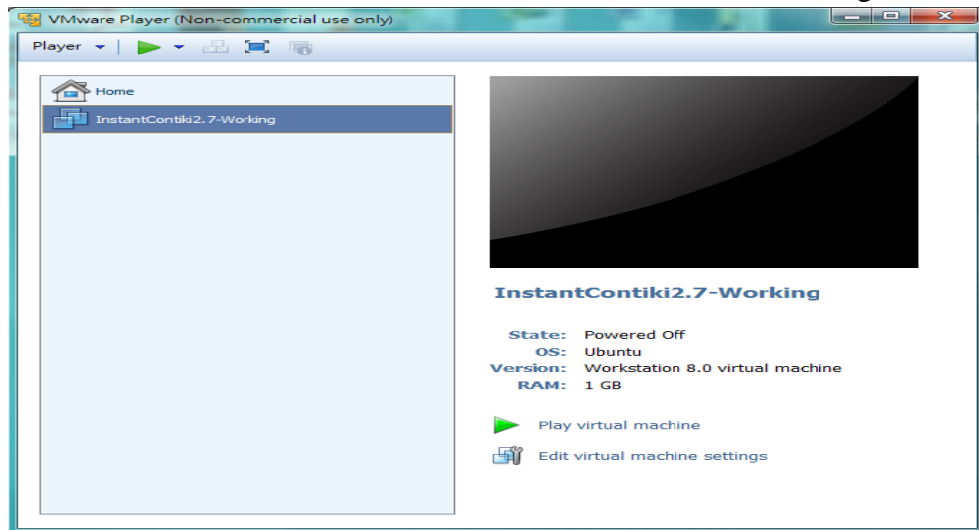 VMware Player (Non-commercial use only)
Player
Home
InstantContiki2.7-Working
InstantContiki2.7-Working
State: Powered Off
OS: Ubuntu
Version: Workstation 8.0 virtual machine
RAM: 1 GB
Play virtual machine
Edit virtual machine settings